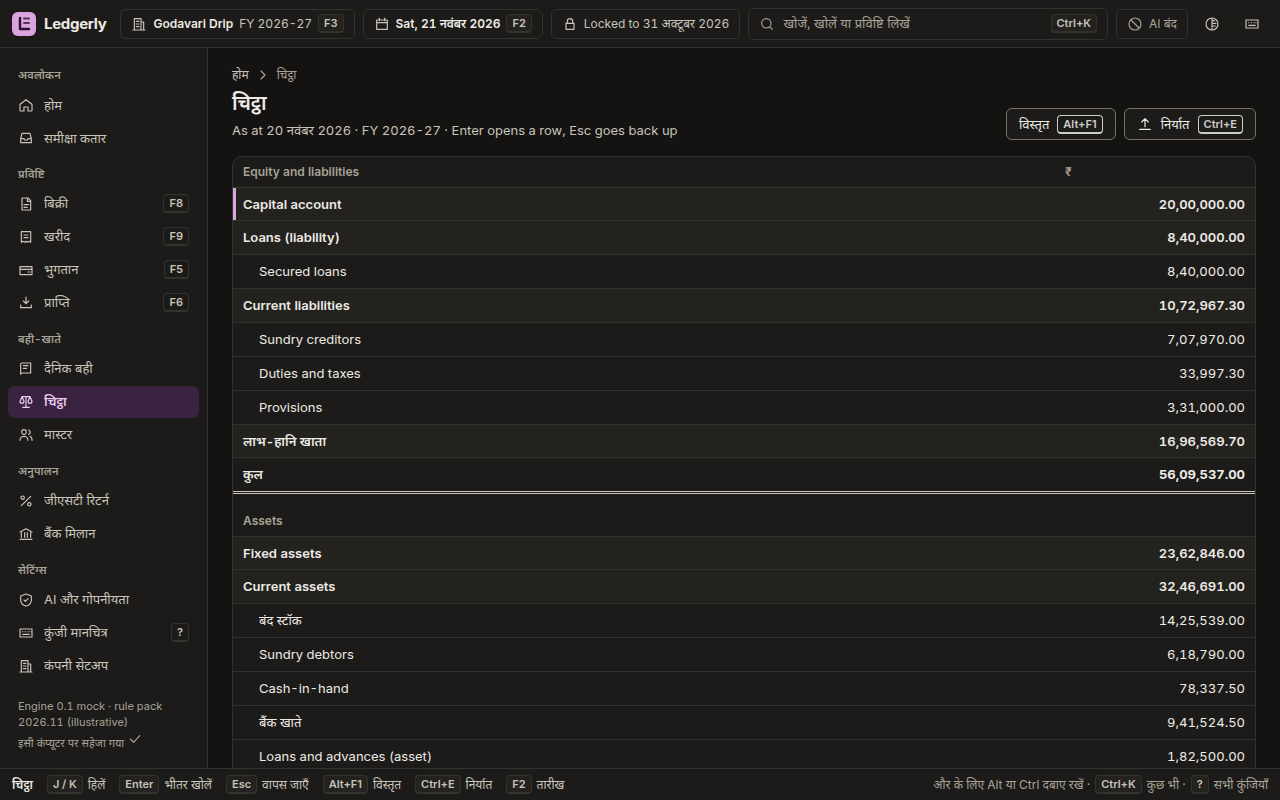 Ledgerly
Godavari Drip FY 2026-27 F3
Sat, 21 नवंबर 2026 F2
Locked to 31 अक्टूबर 2026
खोजें, खोलें या प्रविष्टि लिखें Ctrl+K
AI बंद
अवलोकन
होम
समीक्षा कतार
प्रविष्टि
बिक्री F8
खरीद F9
भुगतान F5
प्राप्ति F6
बही-खाते
दैनिक बही
चिट्ठा
मास्टर
अनुपालन
जीएसटी रिटर्न
बैंक मिलान
सेटिंग्स
AI और गोपनीयता
कुंजी मानचित्र ?
कंपनी सेटअप
Engine 0.1 mock · rule pack
2026.11 (illustrative)
इसी कंप्यूटर पर सहेजा गया
होम > चिट्ठा
चिट्ठा
As at 20 नवंबर 2026 · FY 2026-27 · Enter opens a row, Esc goes back up
विस्तृत Alt+F1
निर्यात Ctrl+E
Equity and liabilities ₹
Capital account 20,00,000.00
Loans (liability) 8,40,000.00
Secured loans 8,40,000.00
Current liabilities 10,72,967.30
Sundry creditors 7,07,970.00
Duties and taxes 33,997.30
Provisions 3,31,000.00
लाभ-हानि खाता 16,96,569.70
कुल 56,09,537.00
Assets
Fixed assets 23,62,846.00
Current assets 32,46,691.00
बंद स्टॉक 14,25,539.00
Sundry debtors 6,18,790.00
Cash-in-hand 78,337.50
बैंक खाते 9,41,524.50
Loans and advances (asset) 1,82,500.00
चिट्ठा J / K हिलें Enter भीतर खोलें Esc वापस जाएँ Alt+F1 विस्तृत Ctrl+E निर्यात F2 तारीख
और के लिए Alt या Ctrl दबाए रखें · Ctrl+K कुछ भी · ? सभी कुंजियाँ